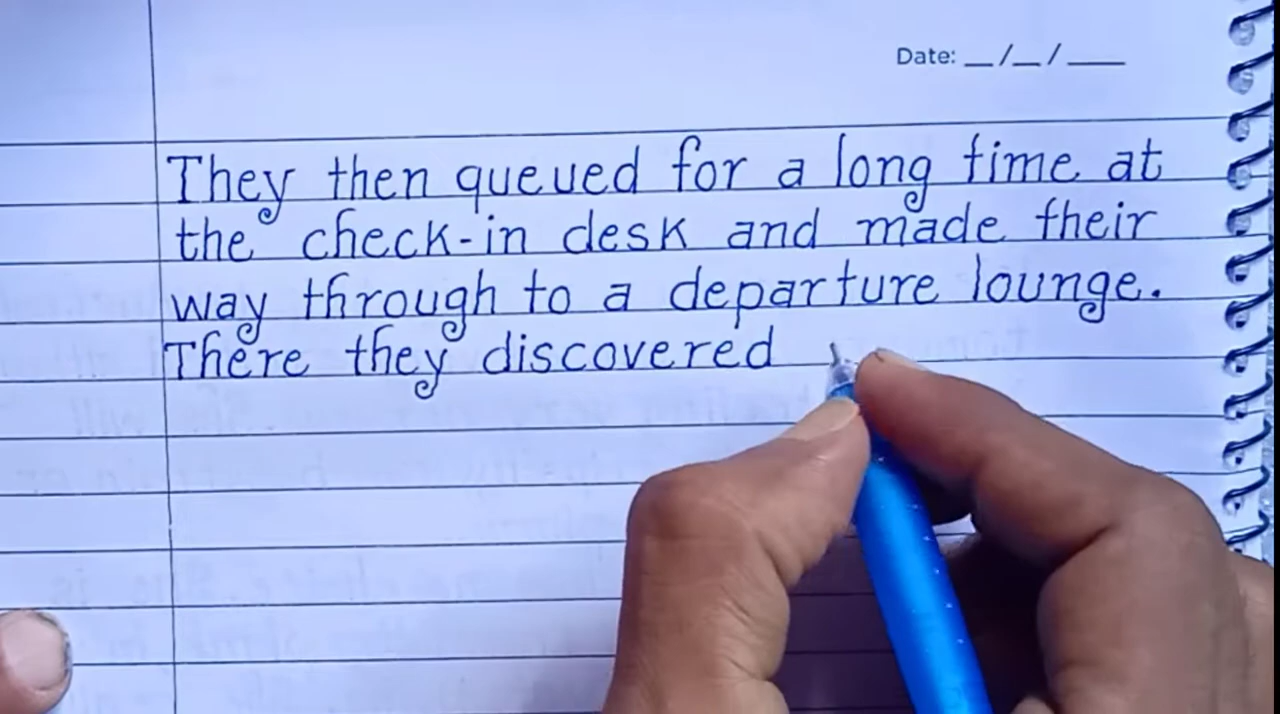 Date: __/__/____
They then queued for a long time at
the check-in desk and made their
way through to a departure lounge.
There they discovered